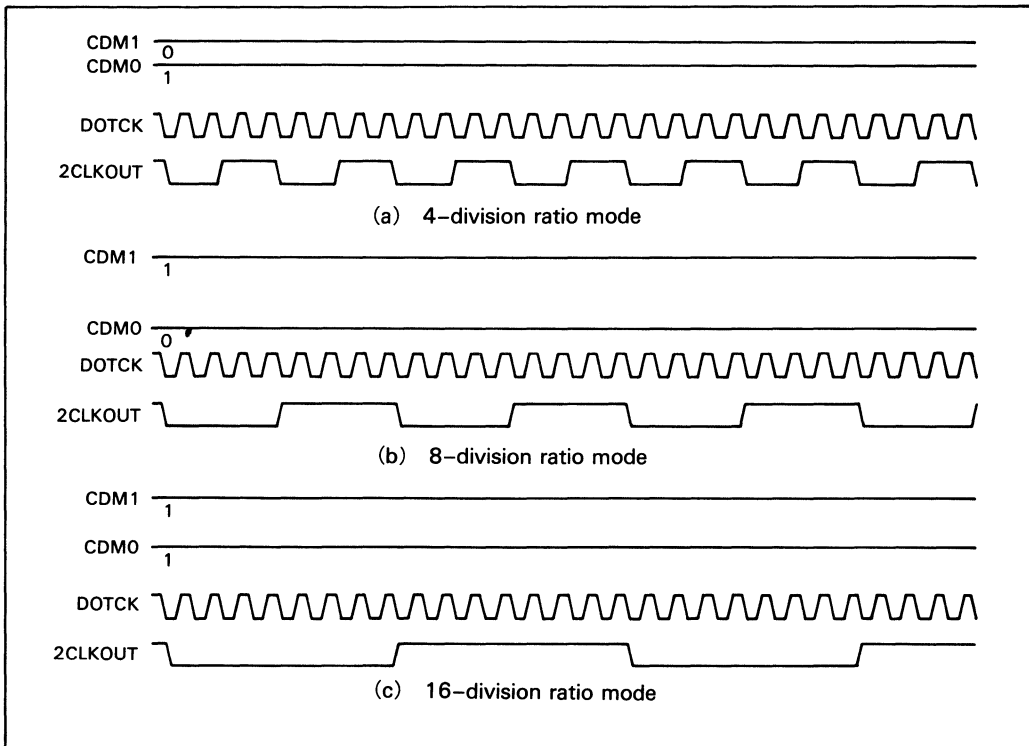 CDM1
0
CDM0
1
DOTCK
2CLKOUT
(a) 4–division ratio mode
CDM1
1
CDM0
0
DOTCK
2CLKOUT
(b) 8–division ratio mode
CDM1
1
CDM0
1
DOTCK
2CLKOUT
(c) 16–division ratio mode